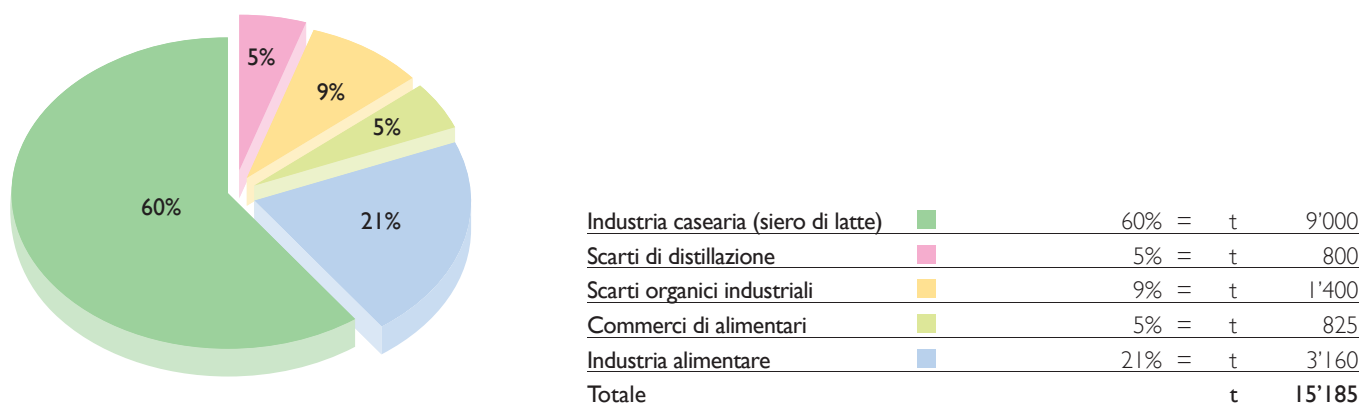 5%
9%
5%
60%
21%
Industria casearia (siero di latte) 60% = t 9'000
Scarti di distillazione 5% = t 800
Scarti organici industriali 9% = t 1'400
Commerci di alimentari 5% = t 825
Industria alimentare 21% = t 3'160
Totale t 15'185